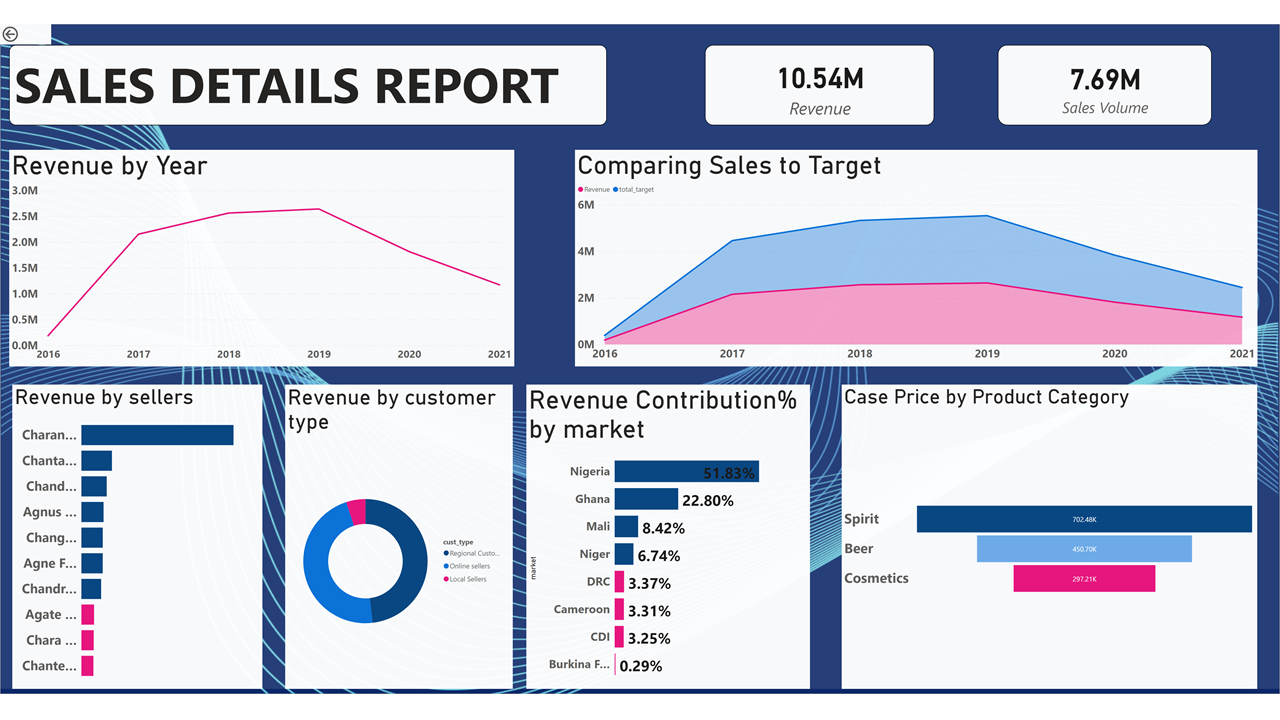 SALES DETAILS REPORT
10.54M
Revenue
7.69M
Sales Volume
Revenue by Year
3.0M
2.5M
2.0M
1.5M
1.0M
0.5M
0.0M
2016 2017 2018 2019 2020 2021
Comparing Sales to Target
Revenue total_target
6M
4M
2M
0M
2016 2017 2018 2019 2020 2021
Revenue by sellers
Charan...
Chanta...
Chand...
Agnus ...
Chang...
Agne F...
Chandr...
Agate ...
Chara ...
Chante...
Revenue by customer
type
cust_type
Regional Custo...
Online sellers
Local Sellers
Revenue Contribution%
by market
market
Nigeria 51.83%
Ghana 22.80%
Mali 8.42%
Niger 6.74%
DRC 3.37%
Cameroon 3.31%
CDI 3.25%
Burkina F... 0.29%
Case Price by Product Category
Spirit 702.48K
Beer 450.70K
Cosmetics 297.21K